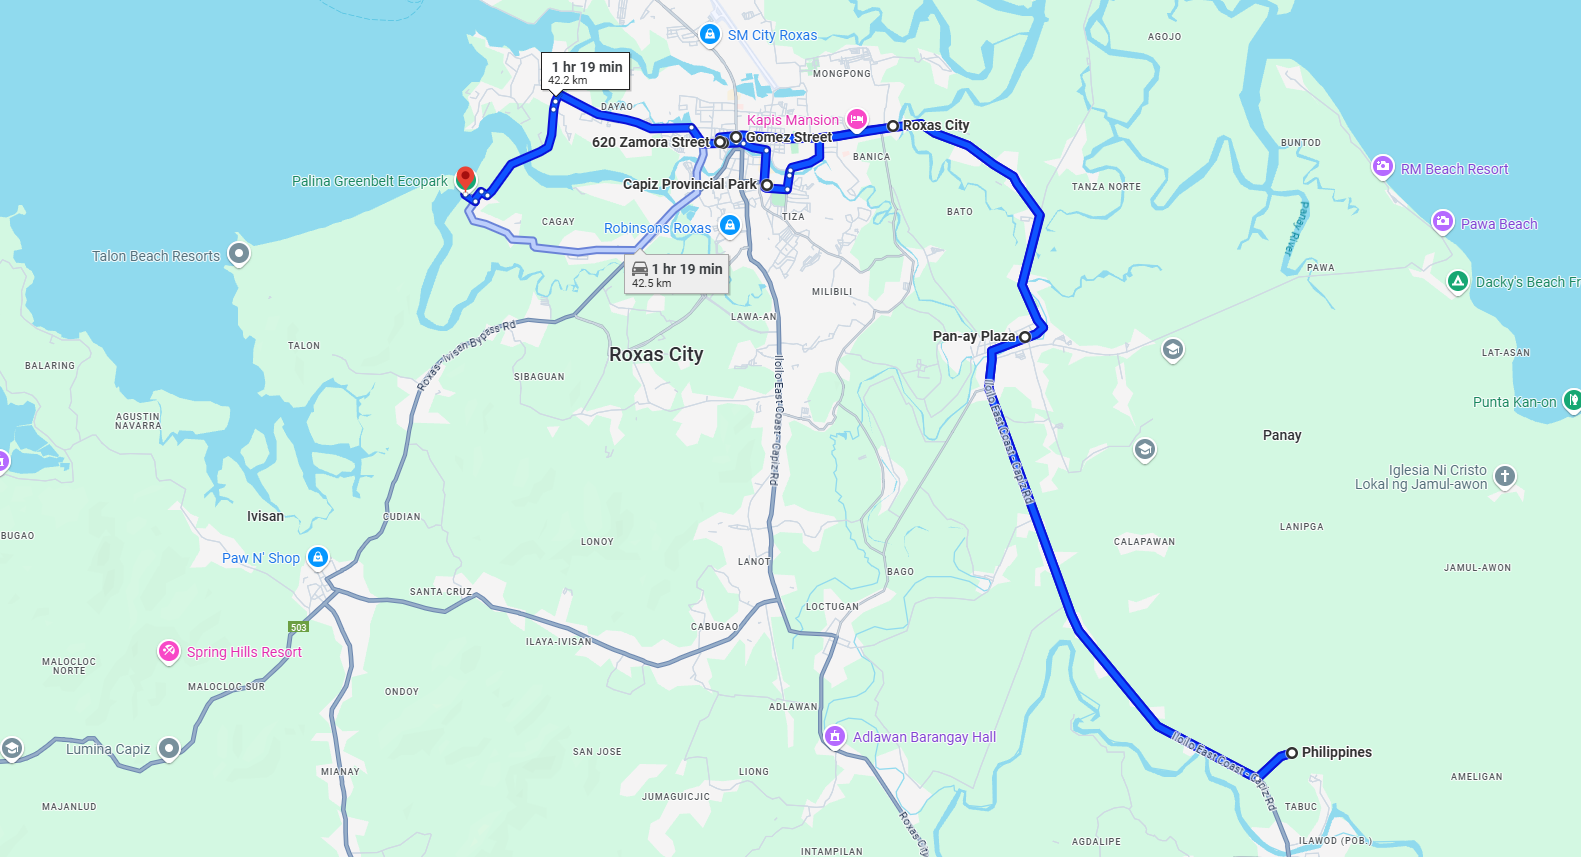 AGOJO
SM City Roxas
1 hr 19 min
42.2 km
MONGPONG
DAYAO
Kapis Mansion
Roxas City
620 Zamora Street
Gomez Street
BANICA
BUNTOD
RM Beach Resort
Palina Greenbelt Ecopark
Capiz Provincial Park
TANZA NORTE
CAGAY
TIZA
BATO
Panay River
Pawa Beach
Robinsons Roxas
Talon Beach Resorts
1 hr 19 min
42.5 km
PAWA
Dacky's Beach Fr
MILIBILI
LAWA-AN
Roxas - Ivisan Bypass Rd
Pan-ay Plaza
TALON
Roxas City
LAT-ASAN
BALARING
SIBAGUAN
Iloilo East Coast - Capiz Rd
Iloilo East Coast - Capiz Rd
Punta Kan-on
AGUSTIN
NAVARRA
Panay
Iglesia Ni Cristo
Lokal ng Jamul-awon
Ivisan
CUDIAN
LANIPGA
BUGAO
LONOY
CALAPAWAN
Paw N' Shop
LANOT
BAGO
JAMUL-AWON
SANTA CRUZ
LOCTUGAN
503
CABUGAO
ILAYA-IVISAN
Spring Hills Resort
MALOCLOC
NORTE
MALOCLOC SUR
ONDOY
ADLAWAN
Adlawan Barangay Hall
Lumina Capiz
SAN JOSE
Iloilo East Coast - Capiz Rd
Philippines
MIANAY
LIONG
AMELIGAN
JUMAGUICJIC
MAJANLUD
TABUC
Roxas City
AGDALIPE
ILAWOD (POB.)
INTAMPILAN